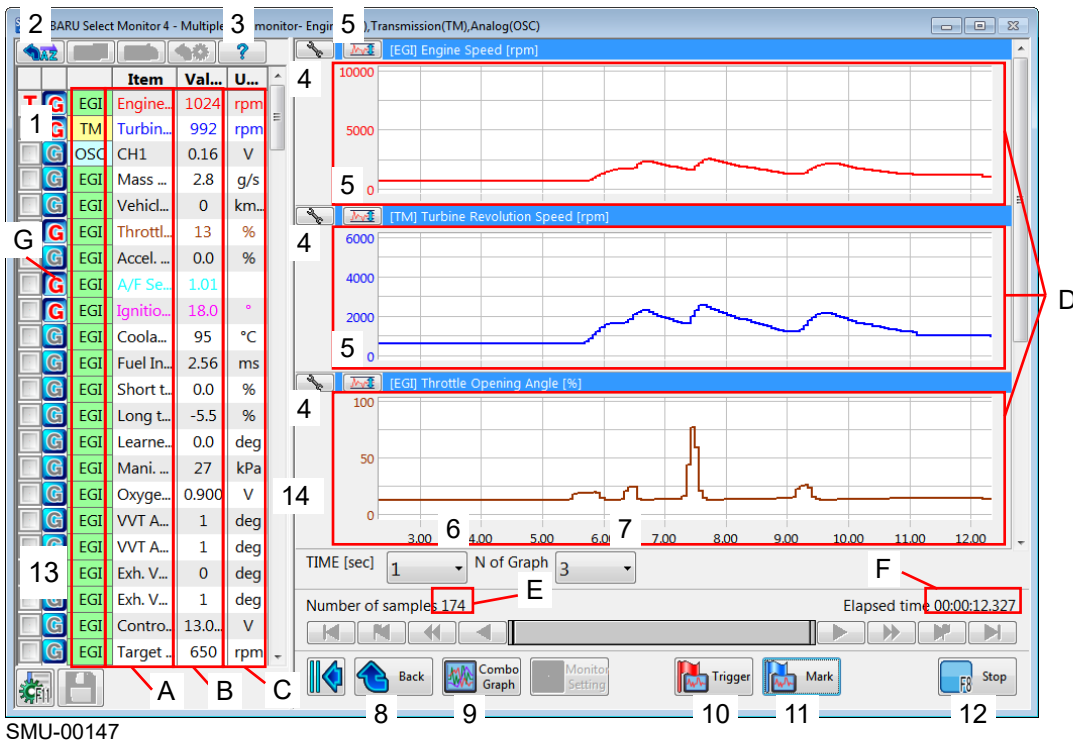 2 BARU Select Monitor 4 - Multiple 3 monitor- Engin 5 ),Transmission(TM),Analog(OSC)
AZ ? [EGI] Engine Speed [rpm]
Item Val... U...
T G EGI Engine... 1024 rpm
1 G TM Turbin... 992 rpm
G OSC CH1 0.16 V
G EGI Mass ... 2.8 g/s
G EGI Vehicl... 0 km...
G EGI Throttl... 13 %
G EGI Accel. ... 0.0 %
G EGI A/F Se... 1.01
G EGI Ignitio... 18.0 °
G EGI Coola... 95 °C
G EGI Fuel In... 2.56 ms
G EGI Short t... 0.0 %
G EGI Long t... -5.5 %
G EGI Learne... 0.0 deg
G EGI Mani. ... 27 kPa
G EGI Oxyge... 0.900 V
G EGI VVT A... 1 deg
G EGI VVT A... 1 deg
13 G EGI Exh. V... 0 deg
G EGI Exh. V... 1 deg
G EGI Contro... 13.0... V
G EGI Target ... 650 rpm
G
A B C
F11
14
4
10000
5000
0
5
[TM] Turbine Revolution Speed [rpm]
4
6000
4000
2000
0
5
D
[EGI] Throttle Opening Angle [%]
4
100
50
0
3.00 4.00 5.00 6.00 7.00 8.00 9.00 10.00 11.00 12.00
6 7
TIME [sec] 1 N of Graph 3
E F
Number of samples 174 Elapsed time 00:00:12.327
Back Combo Graph Monitor Setting Trigger Mark F8 Stop
8 9 10 11 12
SMU-00147